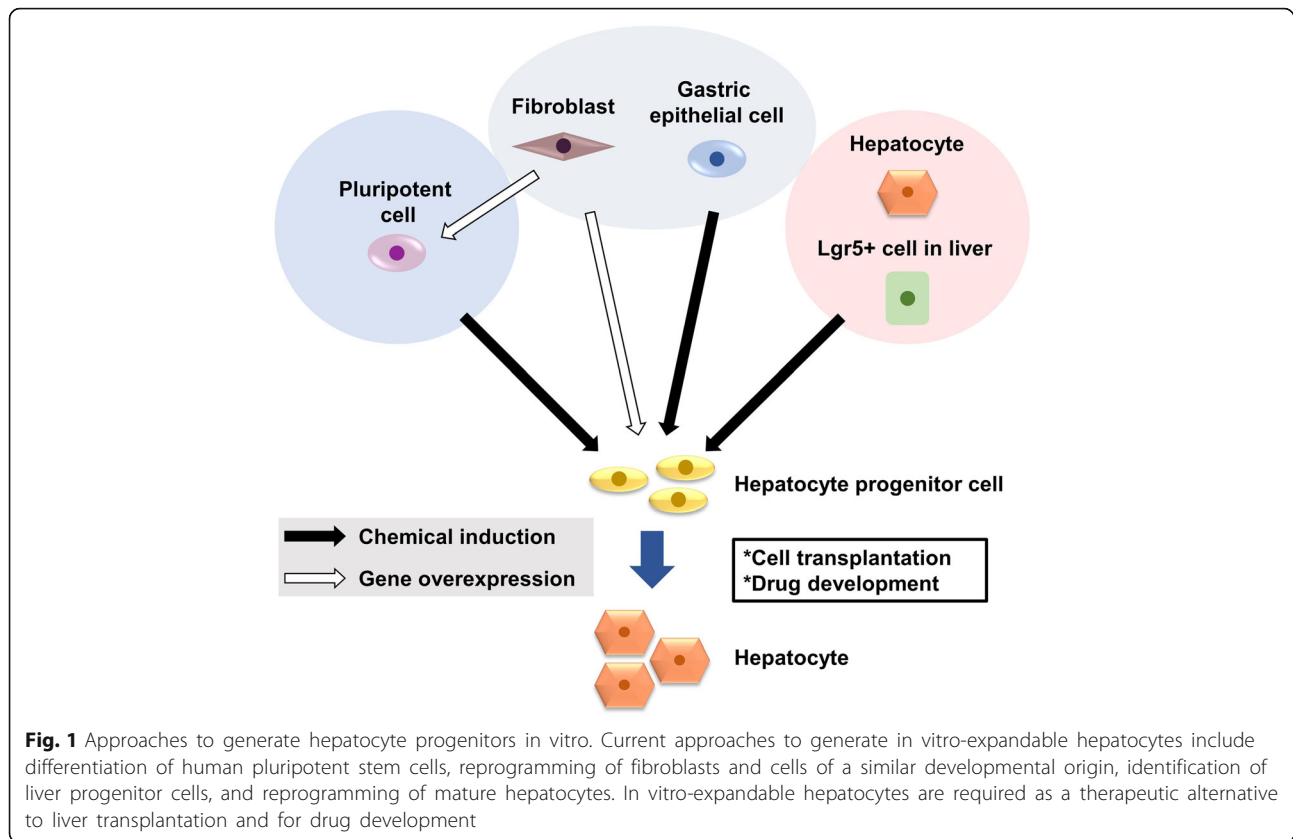 Fibroblast
Gastric
epithelial cell
Hepatocyte
Pluripotent
cell
Lgr5+ cell in liver
Hepatocyte progenitor cell
Chemical induction
Gene overexpression
*Cell transplantation
*Drug development
Hepatocyte
Fig. 1 Approaches to generate hepatocyte progenitors in vitro. Current approaches to generate in vitro-expandable hepatocytes include
differentiation of human pluripotent stem cells, reprogramming of fibroblasts and cells of a similar developmental origin, identification of
liver progenitor cells, and reprogramming of mature hepatocytes. In vitro-expandable hepatocytes are required as a therapeutic alternative
to liver transplantation and for drug development